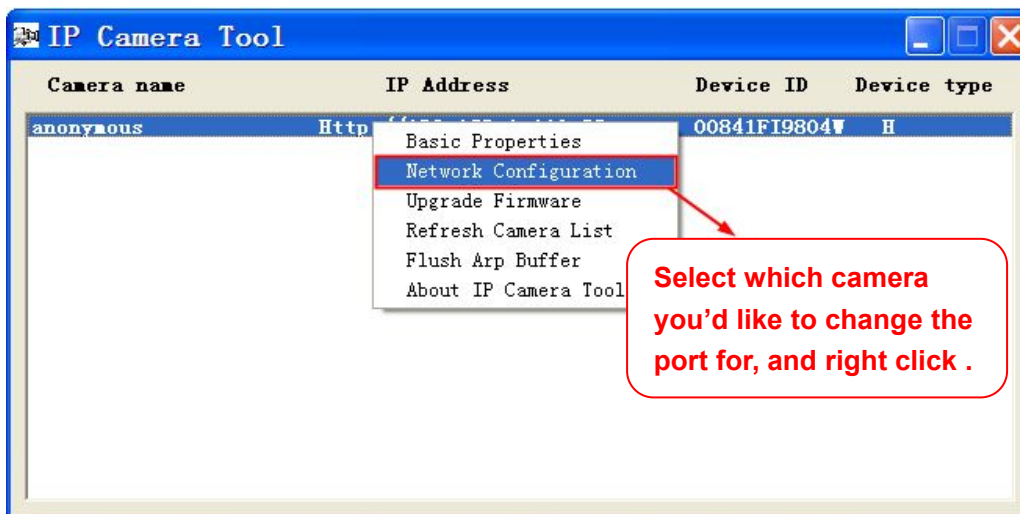 IP Camera Tool
Camera name IP Address Device ID Device type
anonymous Http 00841FI9804W H
Basic Properties
Network Configuration
Upgrade Firmware
Refresh Camera List
Flush Arp Buffer
About IP Camera Tool
Select which camera
you’d like to change the
port for, and right click .